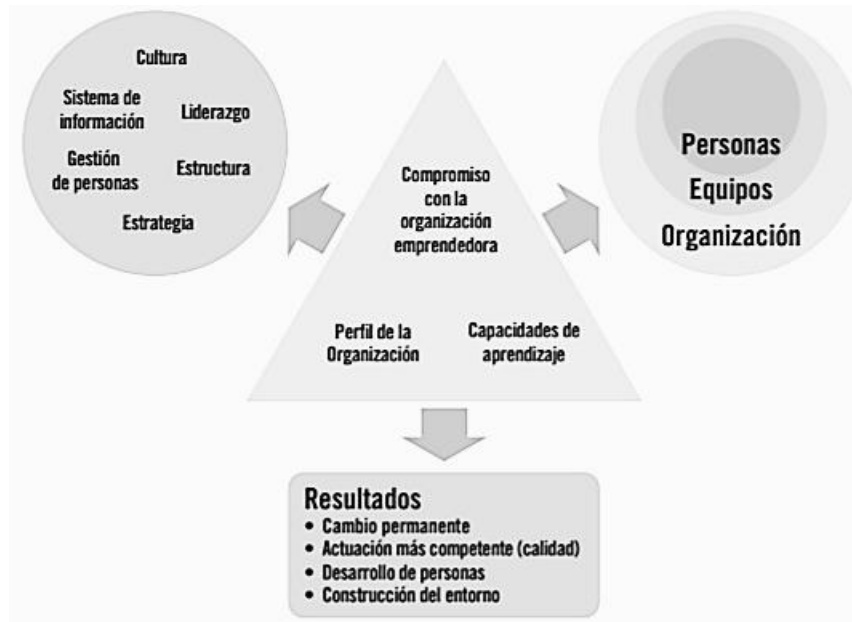 Cultura
Sistema de
información
Liderazgo
Gestión
de personas
Estructura
Estrategia
Compromiso
con la
organización
emprendedora
Perfil de la
Organización
Capacidades de
aprendizaje
Personas
Equipos
Organización
Resultados
• Cambio permanente
• Actuación más competente (calidad)
• Desarrollo de personas
• Construcción del entorno